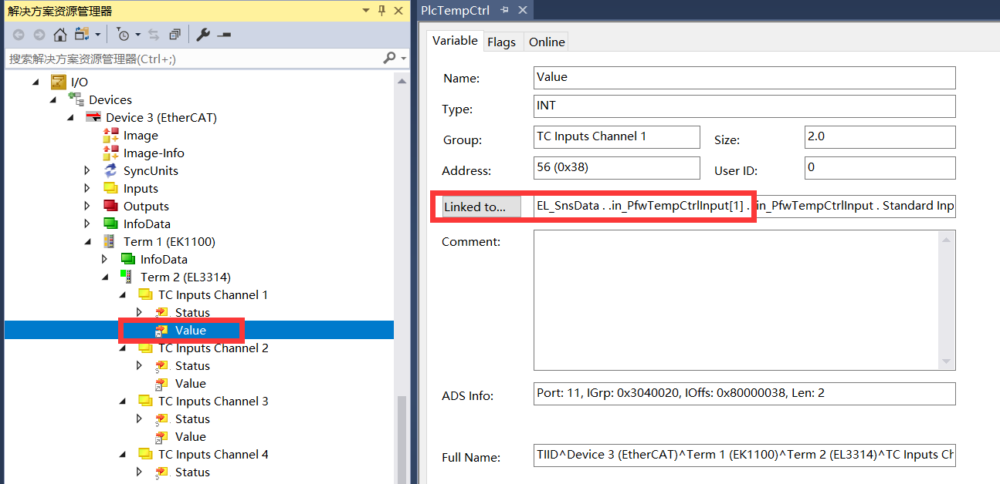 解决方案资源管理器
搜索解决方案资源管理器(Ctrl+;)
I/O
Devices
Device 3 (EtherCAT)
Image
Image-Info
SyncUnits
Inputs
Outputs
InfoData
Term 1 (EK1100)
InfoData
Term 2 (EL3314)
TC Inputs Channel 1
Status
Value
TC Inputs Channel 2
Status
Value
TC Inputs Channel 3
Status
Value
TC Inputs Channel 4
Status
PlcTempCtrl
Variable Flags Online
Name: Value
Type: INT
Group: TC Inputs Channel 1 Size: 2.0
Address: 56 (0x38) User ID: 0
Linked to... EL_SnsData . .in_PfwTempCtrlInput[1] . in_PfwTempCtrlInput . Standard Inp
Comment:
ADS Info: Port: 11, IGrp: 0x3040020, IOffs: 0x80000038, Len: 2
Full Name: TIID^Device 3 (EtherCAT)^Term 1 (EK1100)^Term 2 (EL3314)^TC Inputs Ch